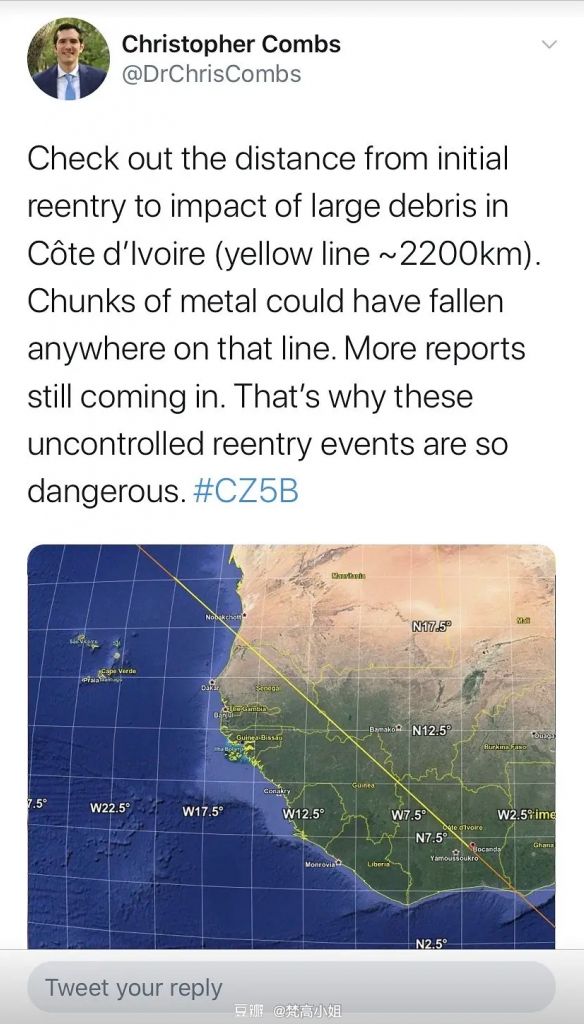 Christopher Combs
@DrChrisCombs
Check out the distance from initial
reentry to impact of large debris in
Côte d'Ivoire (yellow line ~2200km).
Chunks of metal could have fallen
anywhere on that line. More reports
still coming in. That's why these
uncontrolled reentry events are so
dangerous. #CZ5B
Mauritania
Nouakchott
N17.5°
Mali
Cape Verde
Praia
Dakar
Senegal
Banjul
Guinea-Bissau
Bamako
N12.5°
Ouaga
Burkina Faso
Conakry
Guinea
7.5°
W22.5°
W17.5°
W12.5°
W7.5°
W2.5°
ime
Côte d'Ivoire
N7.5°
Bocanda
Ghana
Yamoussoukro
Monrovia
Liberia
N2.5°
Tweet your reply
豆瓣 @梵高小姐